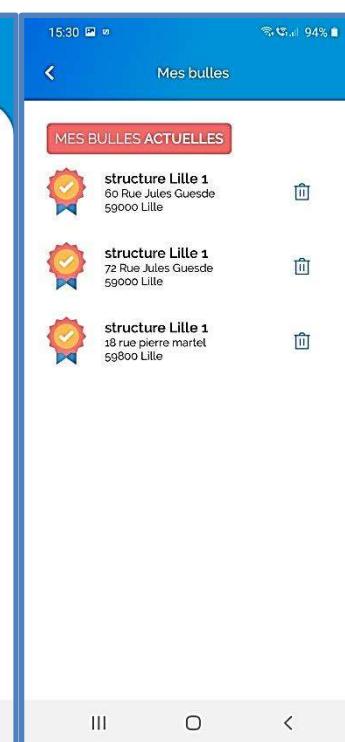 15:30 94%
Mes bulles
MES BULLES ACTUELLES
structure Lille 1
60 Rue Jules Guesde
59000 Lille
structure Lille 1
72 Rue Jules Guesde
59000 Lille
structure Lille 1
18 rue pierre martel
59800 Lille